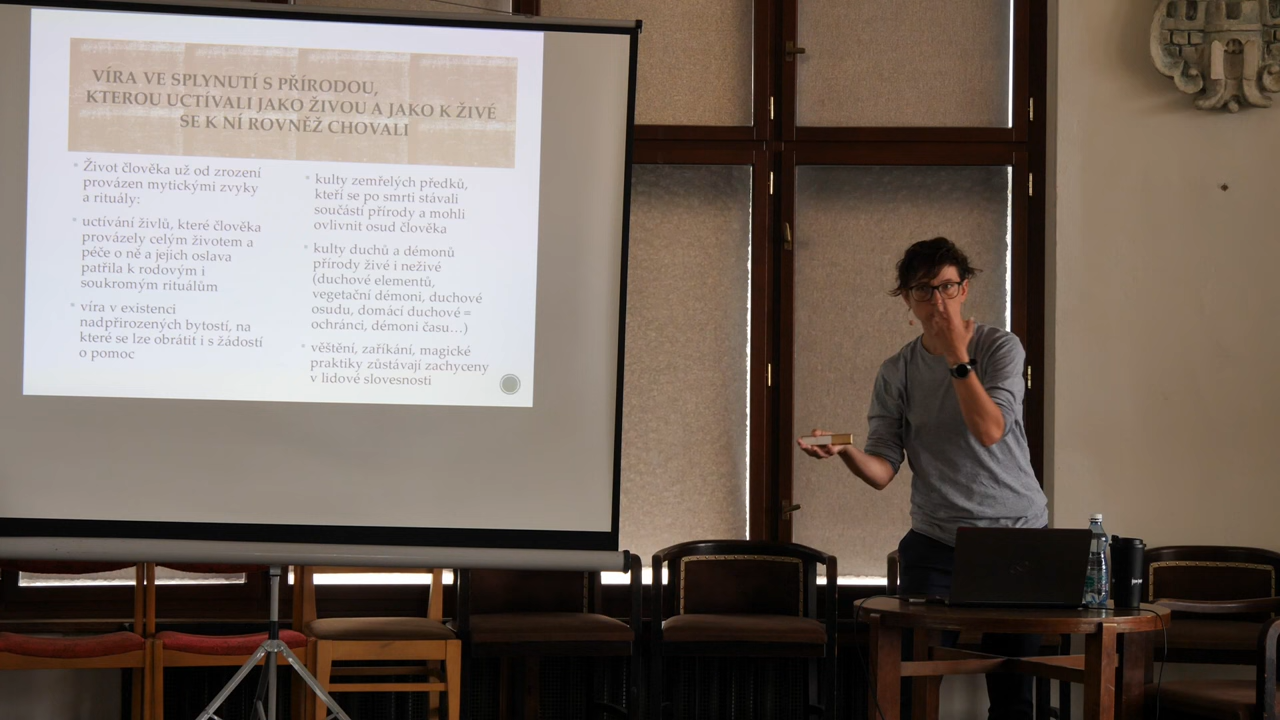 VÍRA VE SPLYNUTÍ S PŘÍRODOU,
KTEROU UCTÍVALI JAKO ŽIVOU A JAKO K ŽIVÉ
SE K NÍ ROVNĚŽ CHOVALI
Život člověka už od zrození
provázen mytickými zvyky
a rituály:
uctívání živlů, které člověka
provázely celým životem a
péče o ně a jejich oslava
patřila k rodovým i
soukromým rituálům
víra v existenci
nadpřirozených bytostí, na
které se lze obrátit i s žádostí
o pomoc
kulty zemřelých předků,
kteří se po smrti stávali
součástí přírody a mohli
ovlivnit osud člověka
kulty duchů a démonů
přírody živé i neživé
(duchové elementů,
vegetační démoni, duchové
osudu, domácí duchové =
ochránci, démoni času…)
věštění, zaříkání, magické
praktiky zůstávají zachyceny
v lidové slovesnosti